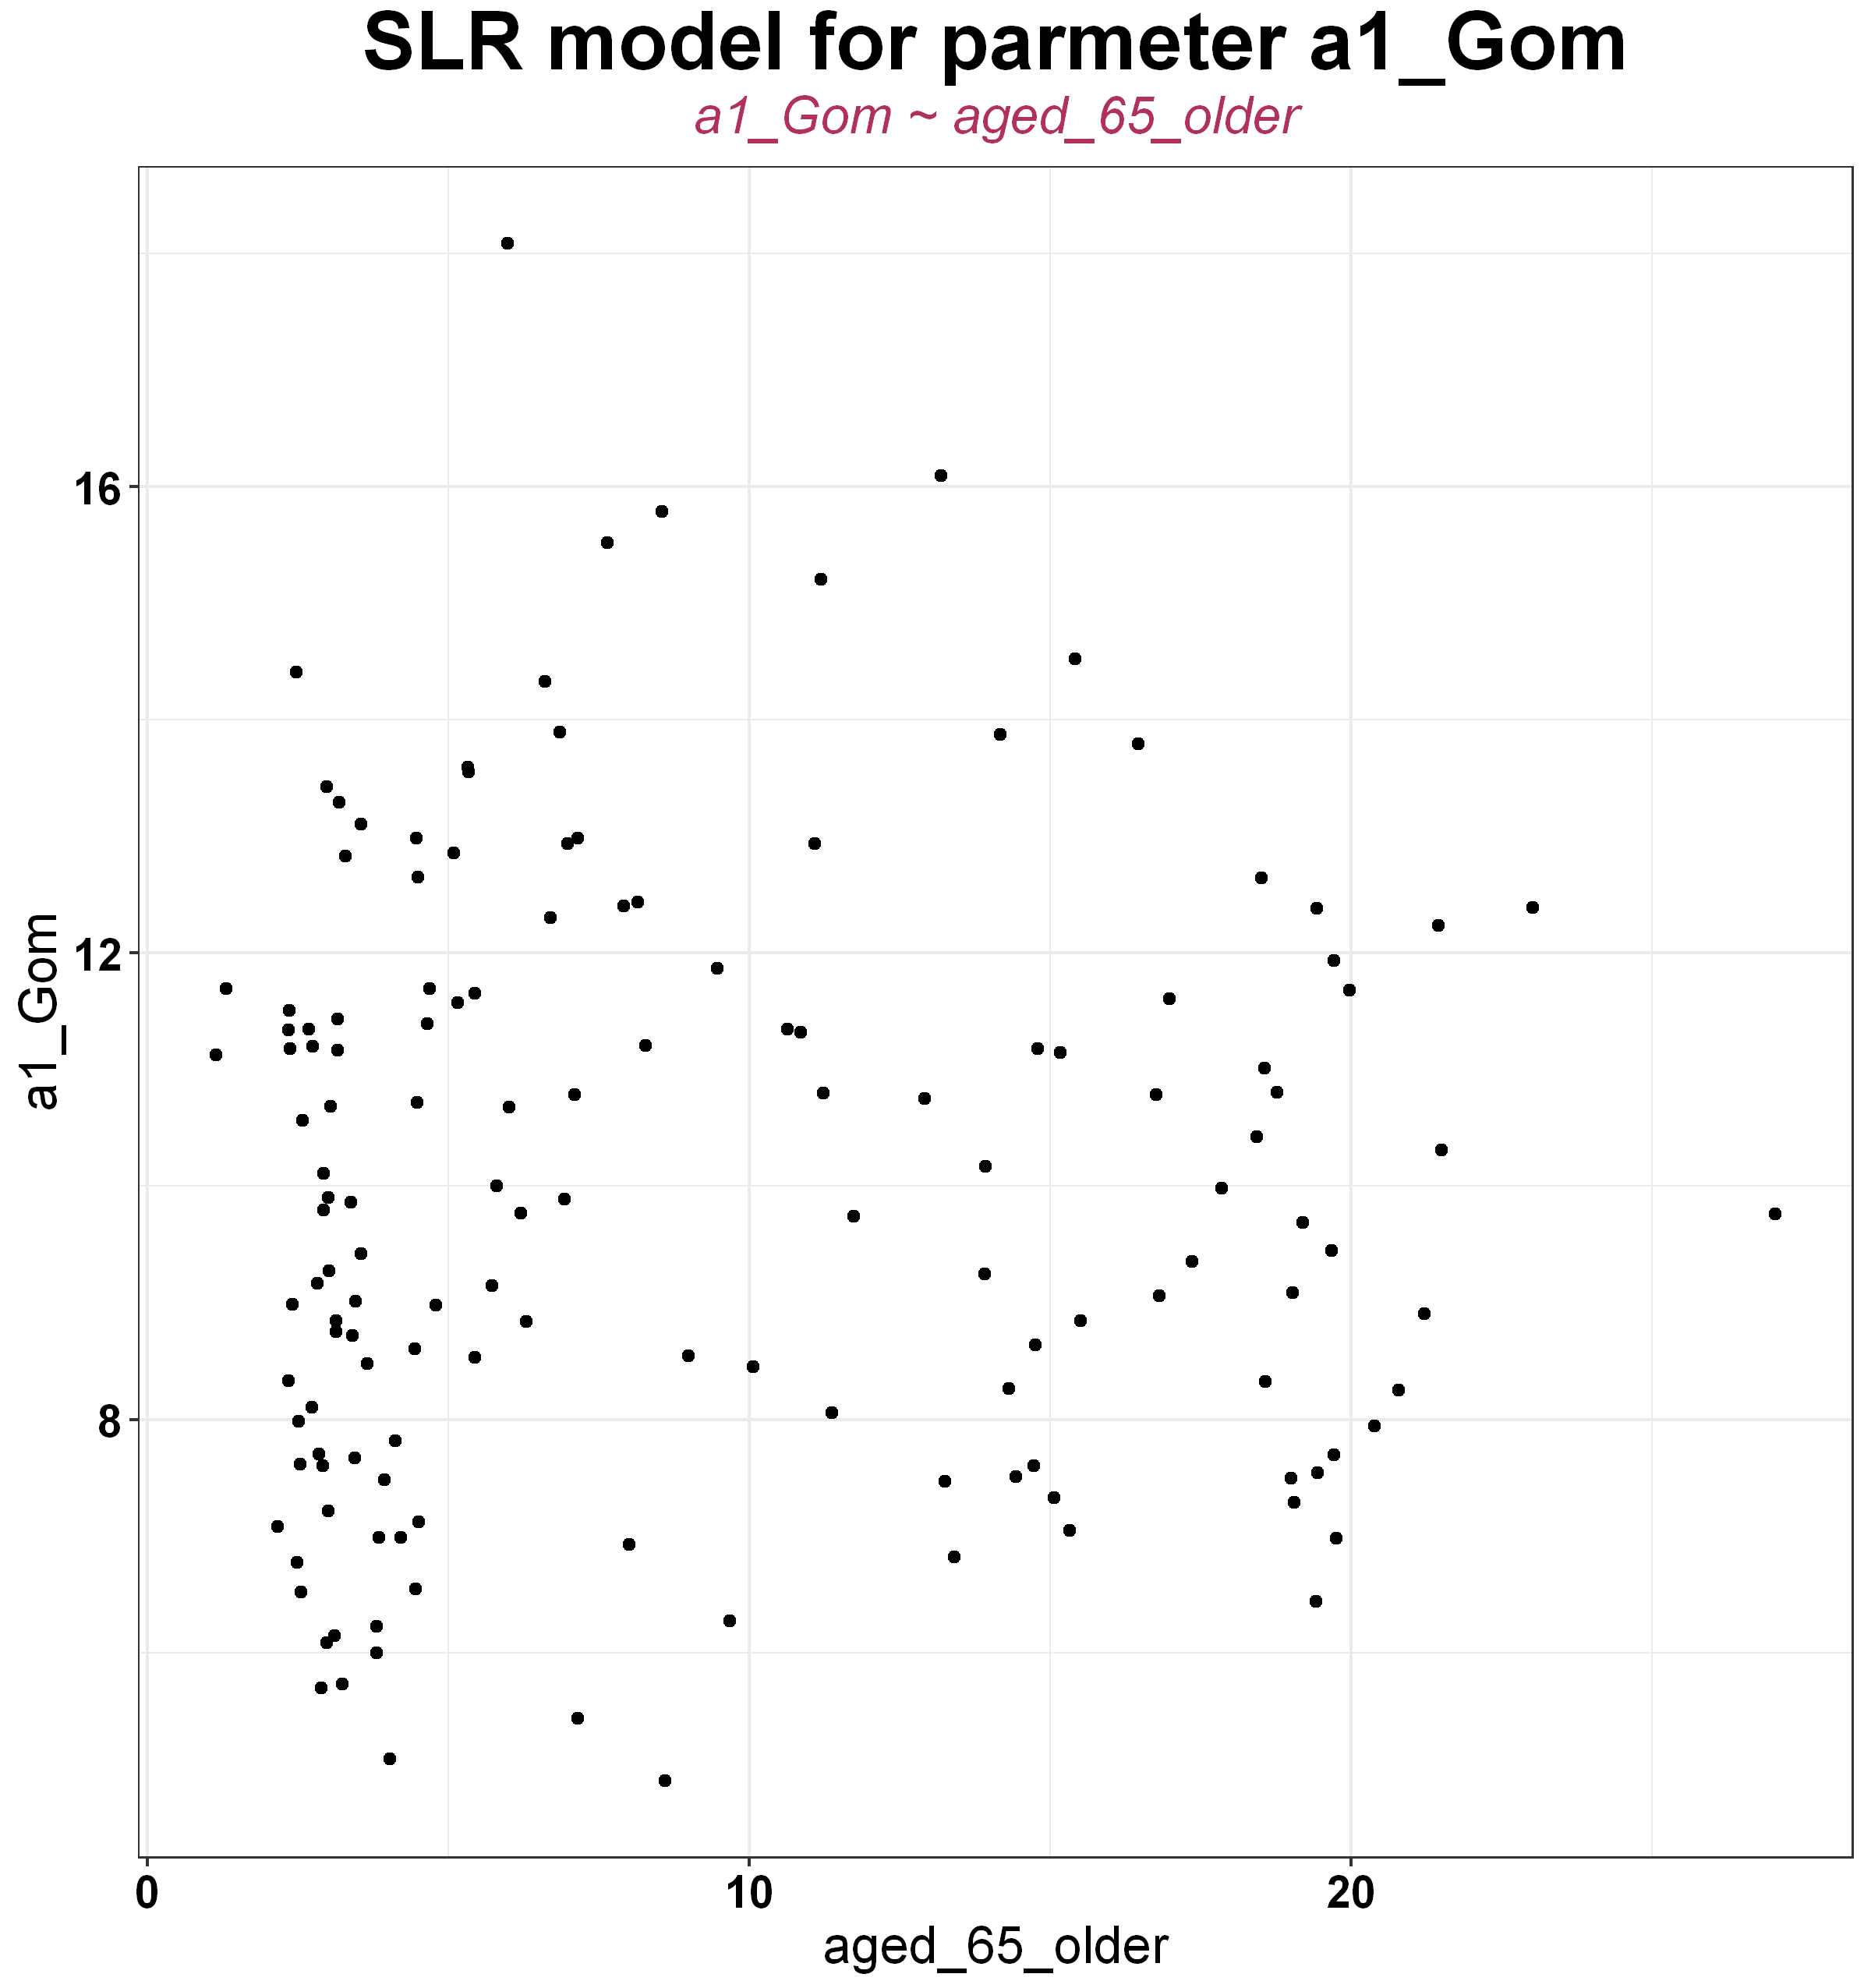 SLR model for parmeter a1_Gom
a1_Gom ~ aged_65_older
a1_Gom
16
12
8
0 10 20
aged_65_older